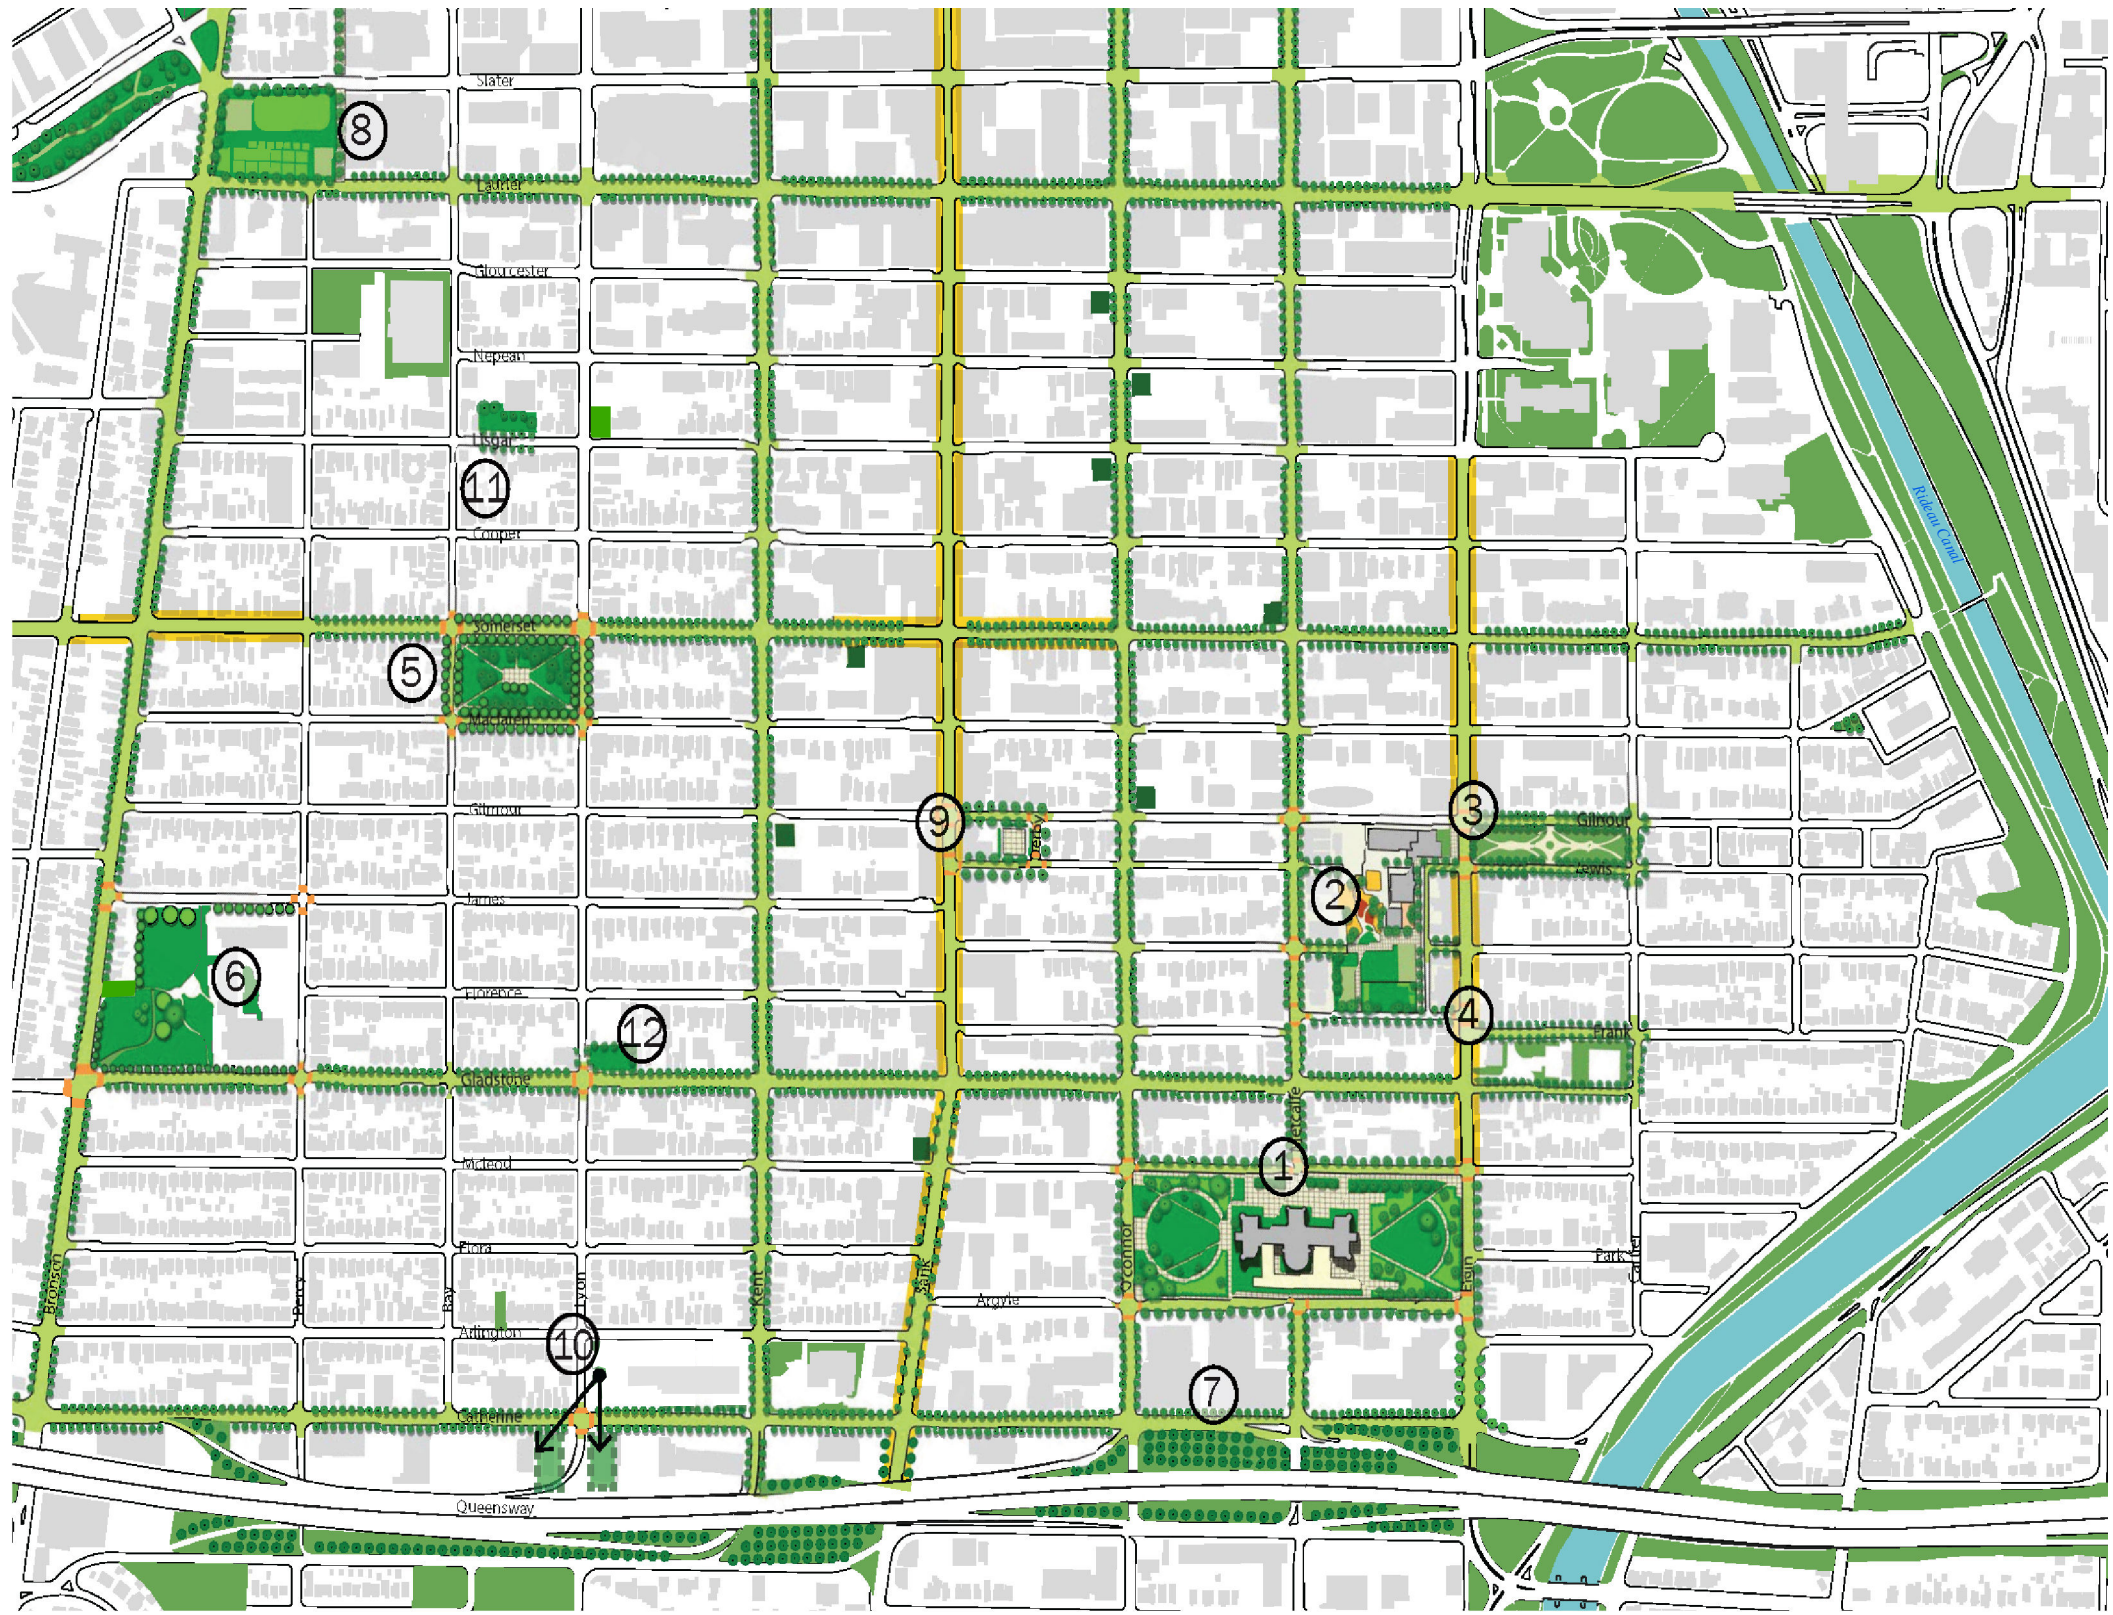 Slater
8
Laurier
Gloucester
Nepean
Lisgar
11
Cooper
Rideau Canal
Somerset
5
Maclaren
Gilmour
9
Derby
3
Gilmour
Lewis
2
James
6
Florence
12
4
Frank
Gladstone
Metcalfe
Mcleod
1
Flora
O'connor
Park
Bronson
Percy
Bay
Lyon
Kent
Bank
Argyle
Elgin
Arlington
10
7
Catherine
Queensway